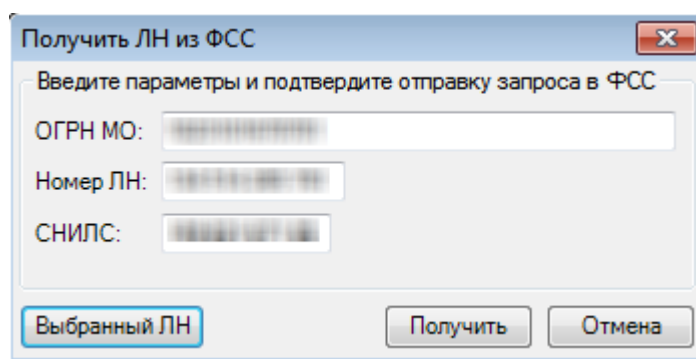 Получить ЛН из ФСС
Введите параметры и подтвердите отправку запроса в ФСС
ОГРН МО:
Номер ЛН:
СНИЛС:
Выбранный ЛН Получить Отмена